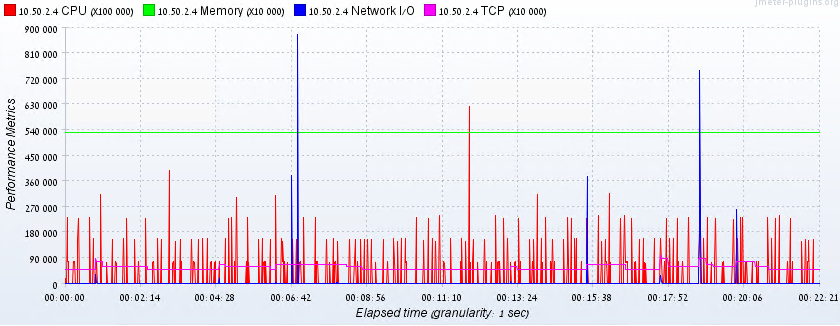 jmeter-plugins.org
10.50.2.4 CPU (X100 000) 10.50.2.4 Memory (X10 000) 10.50.2.4 Network I/O 10.50.2.4 TCP (X10 000)
900 000
810 000
720 000
630 000
540 000
450 000
360 000
270 000
180 000
90 000
0
Performance Metrics
00:00:00 00:02:14 00:04:28 00:06:42 00:08:56 00:11:10 00:13:24 00:15:38 00:17:52 00:20:06 00:22:21
Elapsed time (granularity: 1 sec)